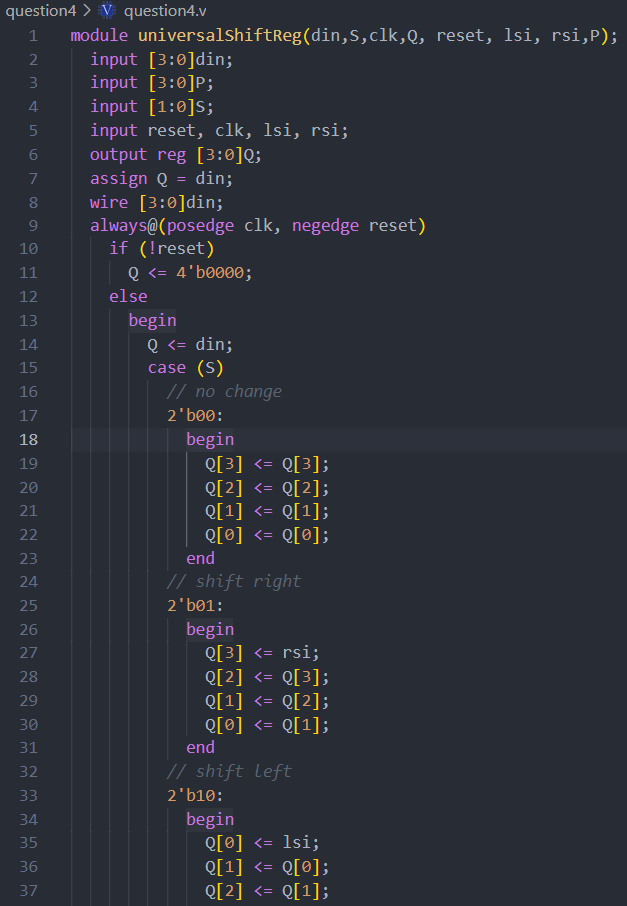 question4 > V question4.v
1 module universalShiftReg(din,S,clk,Q, reset, lsi, rsi,P);
2 input [3:0]din;
3 input [3:0]P;
4 input [1:0]S;
5 input reset, clk, lsi, rsi;
6 output reg [3:0]Q;
7 assign Q = din;
8 wire [3:0]din;
9 always@(posedge clk, negedge reset)
10 if (!reset)
11 Q <= 4'b0000;
12 else
13 begin
14 Q <= din;
15 case (S)
16 // no change
17 2'b00:
18 begin
19 Q[3] <= Q[3];
20 Q[2] <= Q[2];
21 Q[1] <= Q[1];
22 Q[0] <= Q[0];
23 end
24 // shift right
25 2'b01:
26 begin
27 Q[3] <= rsi;
28 Q[2] <= Q[3];
29 Q[1] <= Q[2];
30 Q[0] <= Q[1];
31 end
32 // shift left
33 2'b10:
34 begin
35 Q[0] <= lsi;
36 Q[1] <= Q[0];
37 Q[2] <= Q[1];